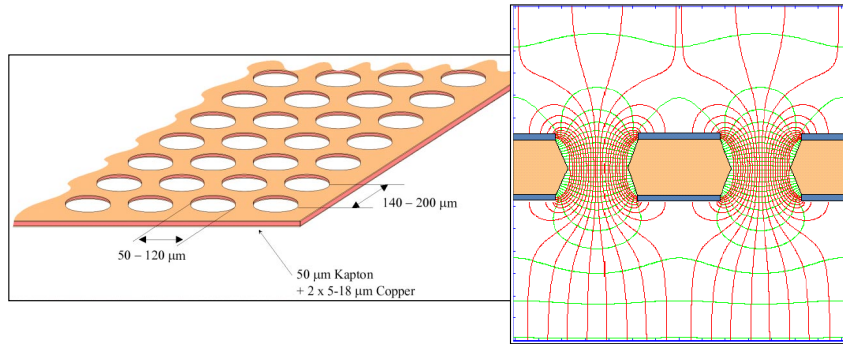 140 – 200 µm
50 – 120 µm
50 µm Kapton
+ 2 x 5-18 µm Copper